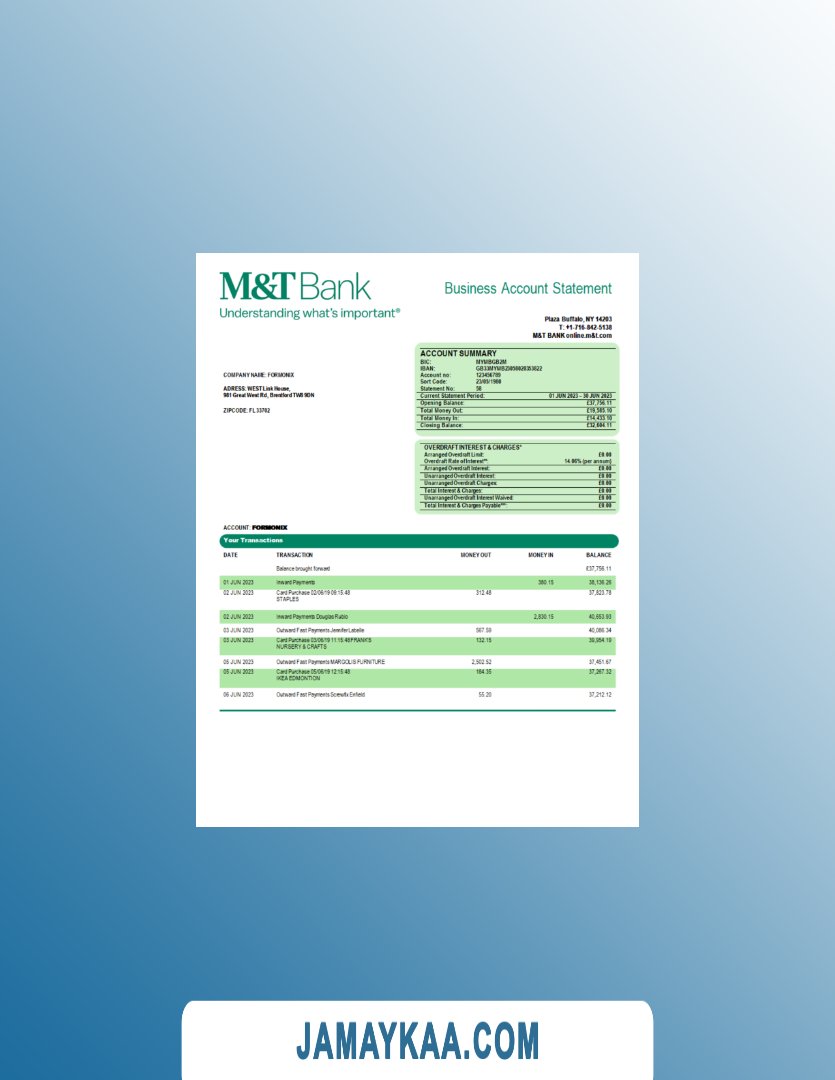 M&T Bank
Understanding what's important®
Business Account Statement
Plaza Buffalo, NY 14203
T: +1-716-842-5138
M&T BANK online.m&t.com
COMPANY NAME: FORMONIX
ADRESS: WEST Link House,
981 Great West Rd, Brentford TW8 9DN
ZIPCODE: FL 33702
ACCOUNT SUMMARY
BIC: MYMBGB2M
IBAN:
Account no: 123456789
Sort Code: 23/05/1980
Statement No: 58
Current Statement Period: 01 JUN 2023 – 30 JUN 2023
Opening Balance: £37,756.11
Total Money Out: £19,585.10
Total Money In: £14,433.10
Closing Balance: £32,604.11
OVERDRAFT INTEREST & CHARGES*
Arranged Overdraft Limit: £0.00
Overdraft Rate of Interest**: 14.06% (per annum)
Arranged Overdraft Interest: £0.00
Unarranged Overdraft Interest: £0.00
Unarranged Overdraft Charges: £0.00
Total Interest & Charges: £0.00
Unarranged Overdraft Interest Waived: £0.00
Total Interest & Charges Payable***: £0.00
ACCOUNT: FORMONIX
Your Transactions
DATE TRANSACTION MONEY OUT MONEY IN BALANCE
Balance brought forward £37,756.11
01 JUN 2023 Inward Payments 380.15 38,136.26
02 JUN 2023 Card Purchase 02/06/19 09:15:48 312.48 37,823.78
STAPLES
02 JUN 2023 Inward Payments Douglas Rubio 2,830.15 40,653.93
03 JUN 2023 Outward Fast Payments Jennifer Labelle 567.59 40,086.34
03 JUN 2023 Card Purchase 03/06/19 11:15:48 FRANKS 132.15 39,954.19
NURSERY & CRAFTS
05 JUN 2023 Outward Fast Payments MARGOLIS FURNITURE 2,502.52 37,451.67
05 JUN 2023 Card Purchase 05/06/19 12:15:48 184.35 37,267.32
IKEA EDMONTION
06 JUN 2023 Outward Fast Payments Screwfix Enfield 55.20 37,212.12
JAMAYKAA.COM